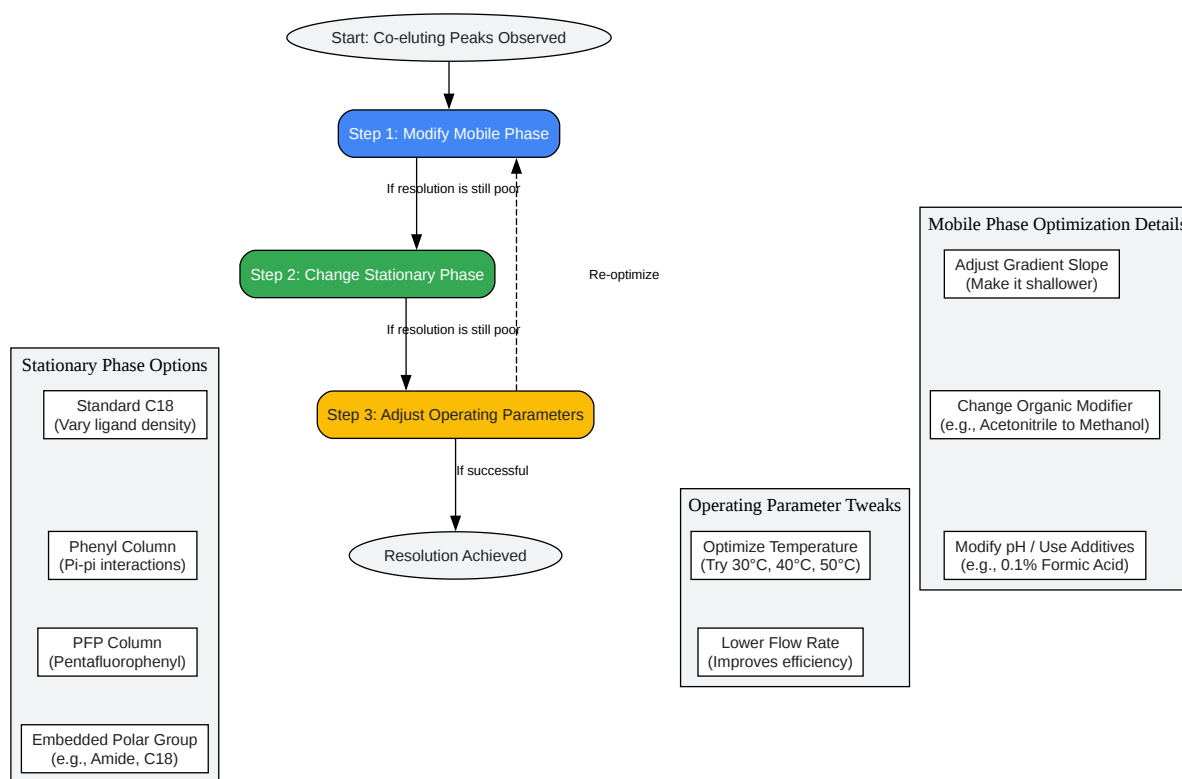 Start: Co-eluting Peaks Observed
Step 1: Modify Mobile Phase
If resolution is still poor
Step 2: Change Stationary Phase
Re-optimize
If resolution is still poor
Step 3: Adjust Operating Parameters
If successful
Resolution Achieved
Stationary Phase Options
Standard C18
(Vary ligand density)
Phenyl Column
(Pi-pi interactions)
PFP Column
(Pentafluorophenyl)
Embedded Polar Group
(e.g., Amide, C18)
Operating Parameter Tweaks
Optimize Temperature
(Try 30°C, 40°C, 50°C)
Lower Flow Rate
(Improves efficiency)
Mobile Phase Optimization Details
Adjust Gradient Slope
(Make it shallower)
Change Organic Modifier
(e.g., Acetonitrile to Methanol)
Modify pH / Use Additives
(e.g., 0.1% Formic Acid)